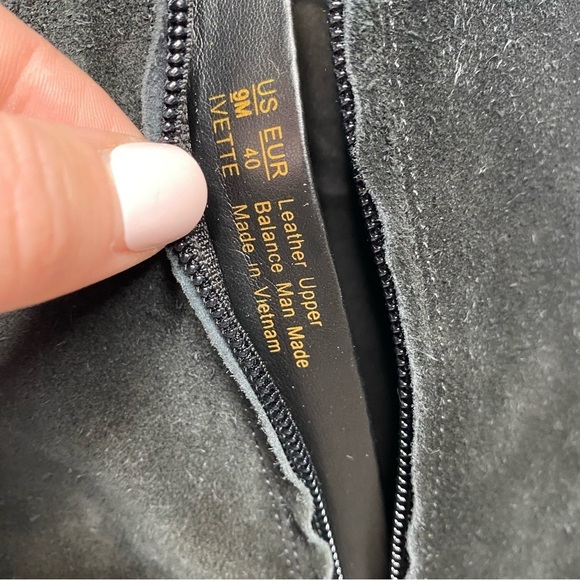 US EUR
9M 40
IVETTE
Leather Upper
Balance Man Made
Made in Vietnam